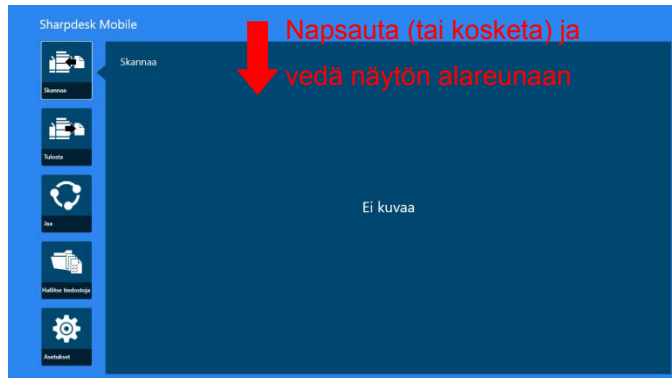 Sharpdesk Mobile
Napsauta (tai kosketa) ja
vedä näytön alareunaan
Skannaa
Skannaa
Tulosta
Jaa
Ei kuvaa
Hallitse tiedostoja
Asetukset